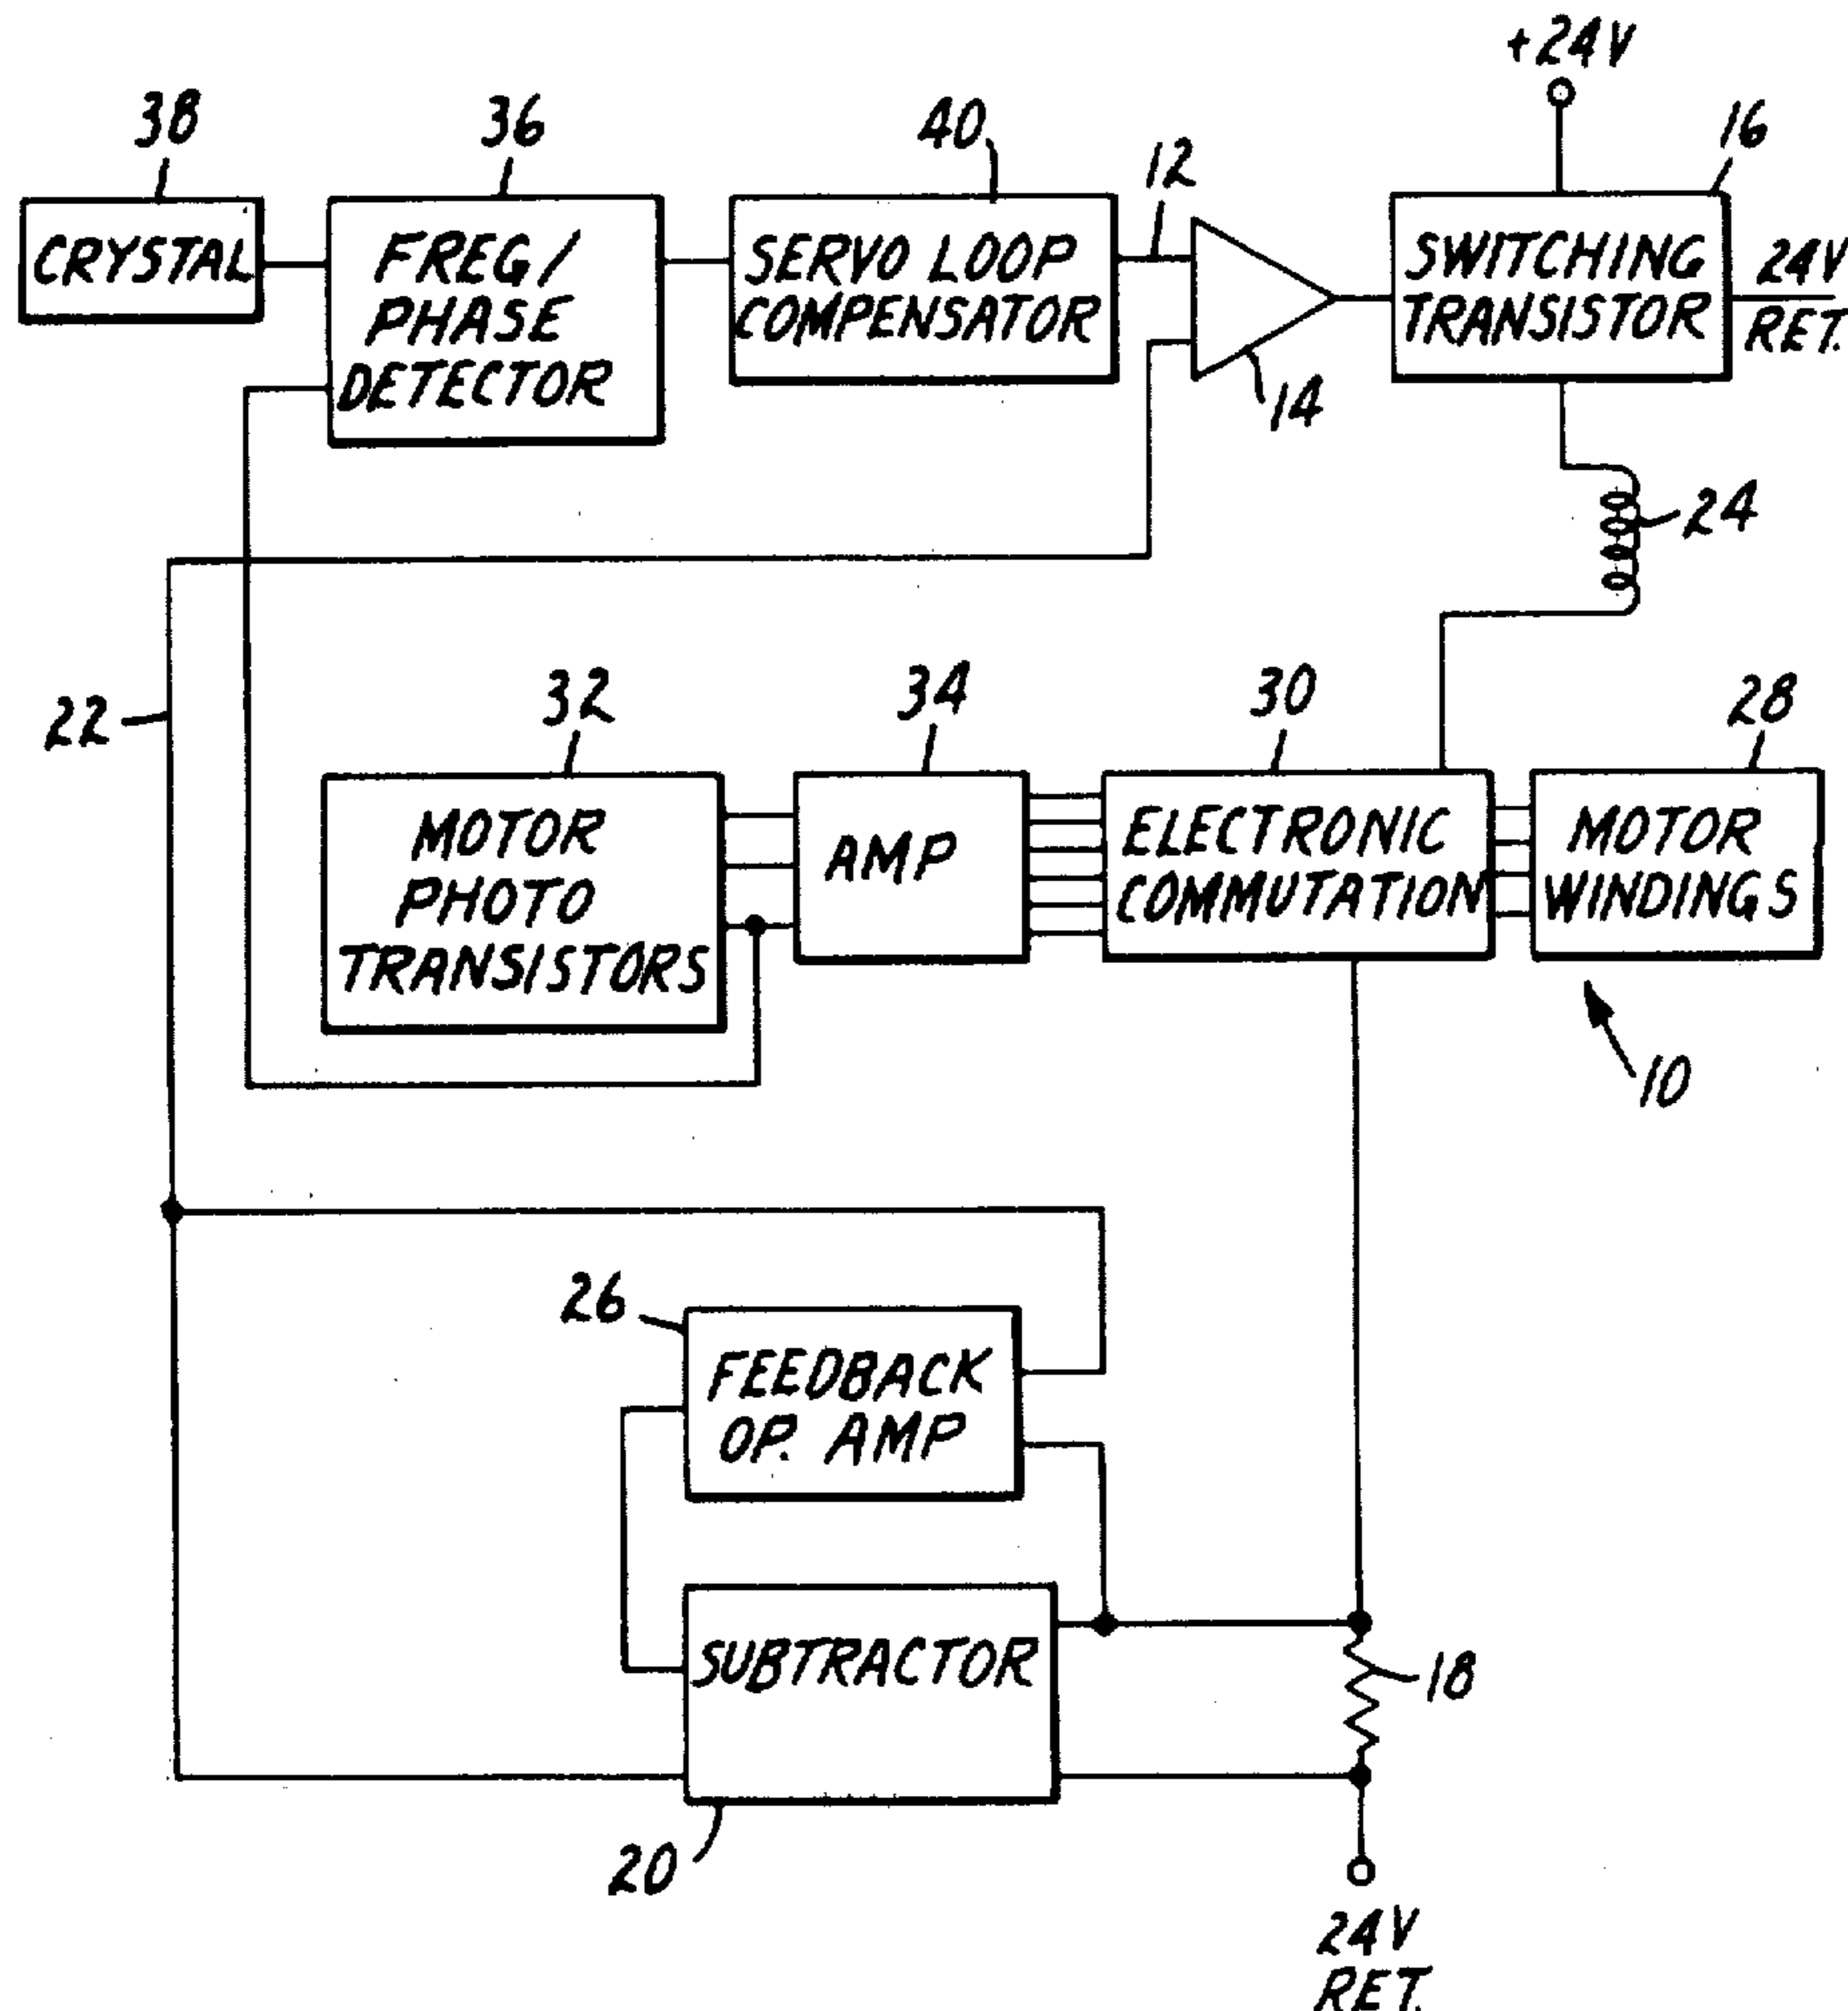 +24V
38
36
40
12
16
CRYSTAL
FREG/
PHASE
DETECTOR
SERVO LOOP
COMPENSATOR
SWITCHING
TRANSISTOR
24V
RET.
14
24
22
32
34
30
28
MOTOR
PHOTO
TRANSISTORS
AMP
ELECTRONIC
COMMUTATION
MOTOR
WINDINGS
10
26
FEEDBACK
OP. AMP
SUBTRACTOR
18
20
24V
RET.